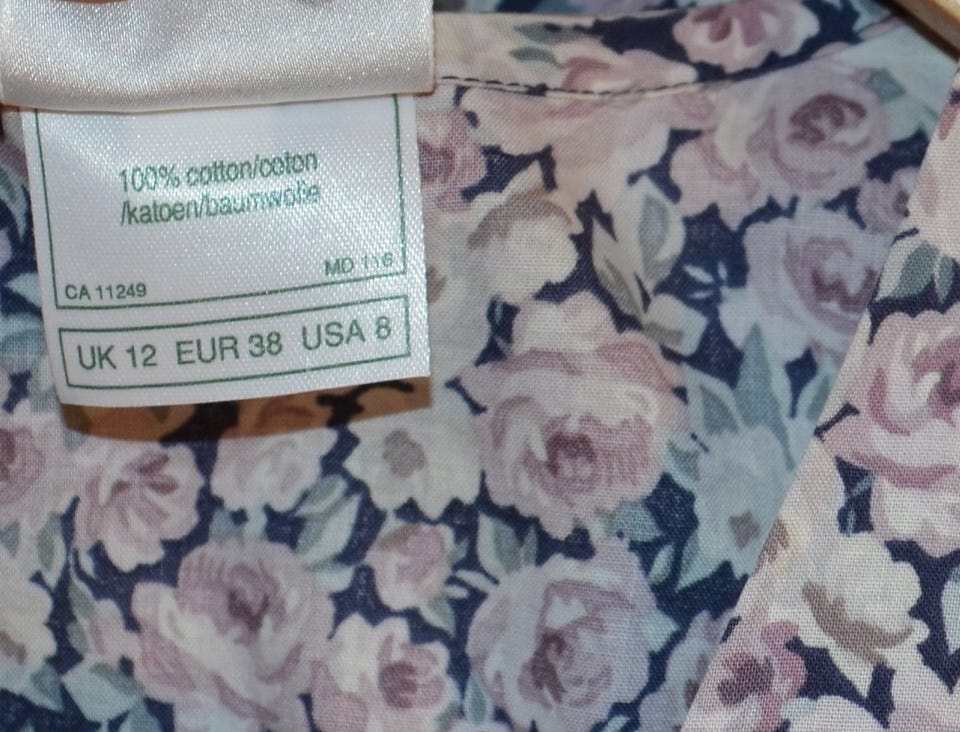 100% cotton/coton
/katoen/baumwolle
MD 116
CA 11249
UK 12 EUR 38 USA 8